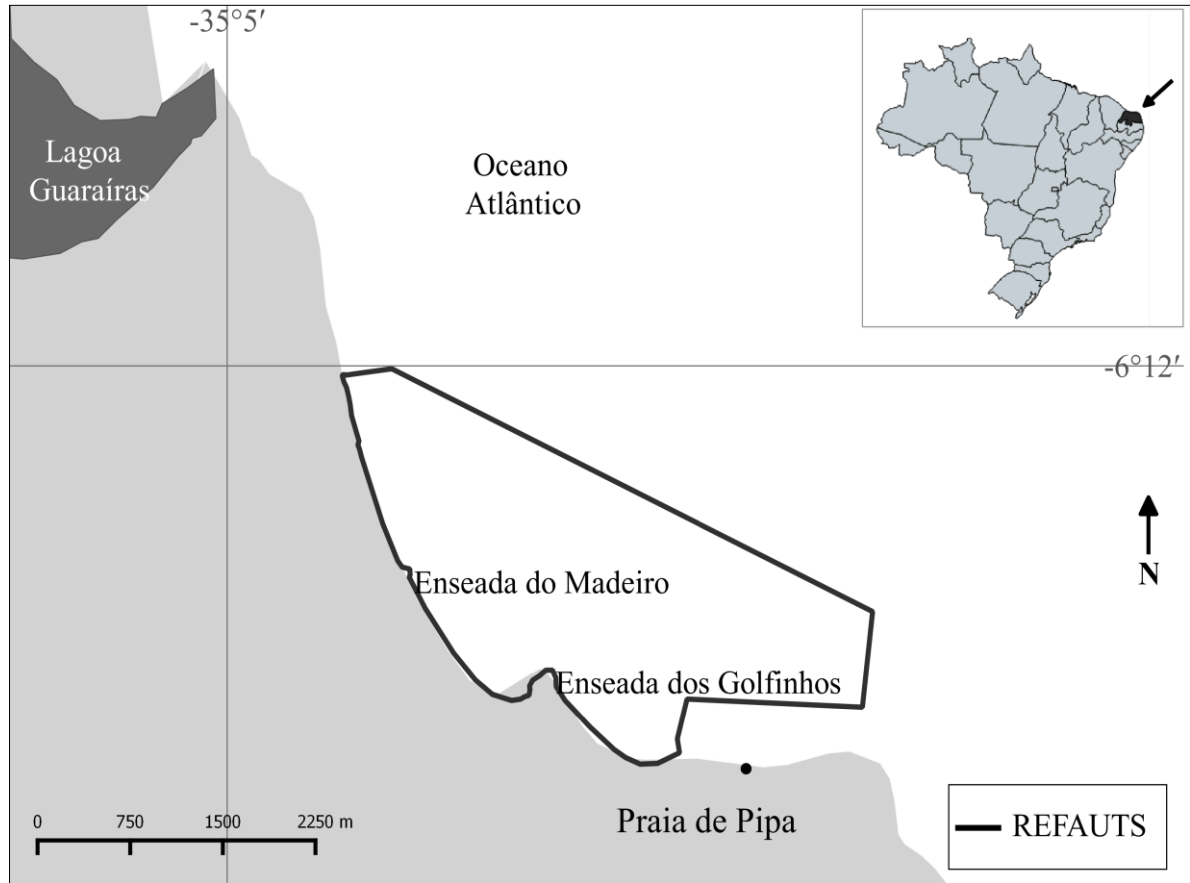 -35°5′
Lagoa
Guaraíras
Oceano
Atlântico
-6°12′
N
Enseada do Madeiro
Enseada dos Golfinhos
Praia de Pipa
0 750 1500 2250 m
REFAUTS